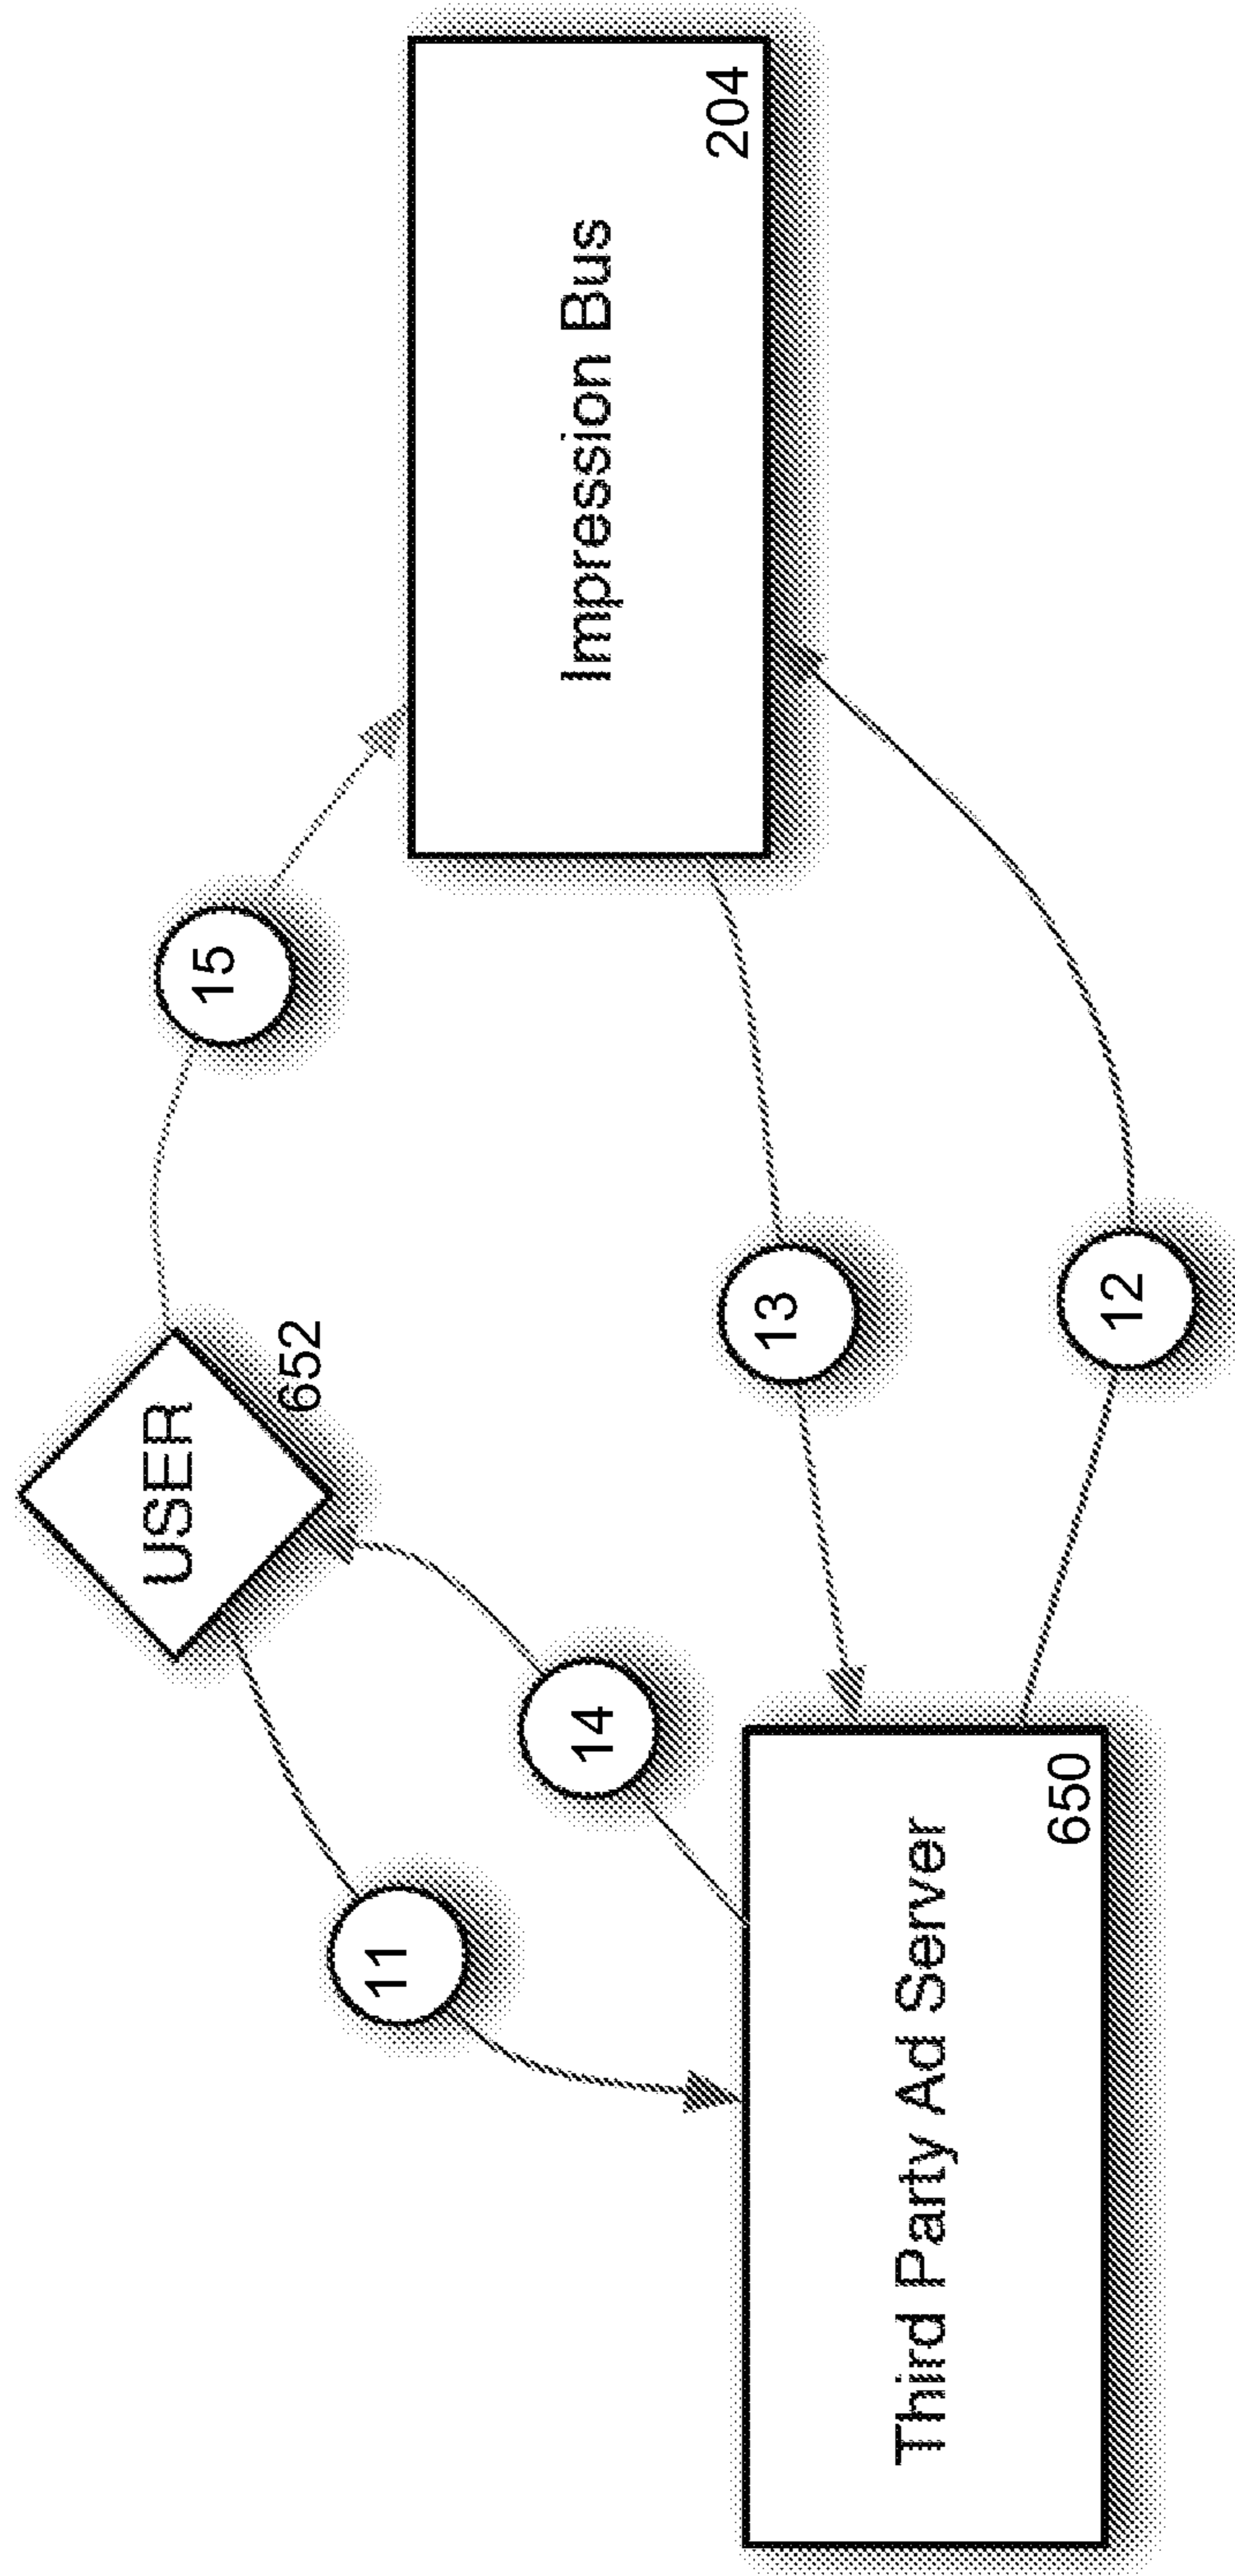 USER
652
15
11
14
Impression Bus
204
13
12
Third Party Ad Server
650